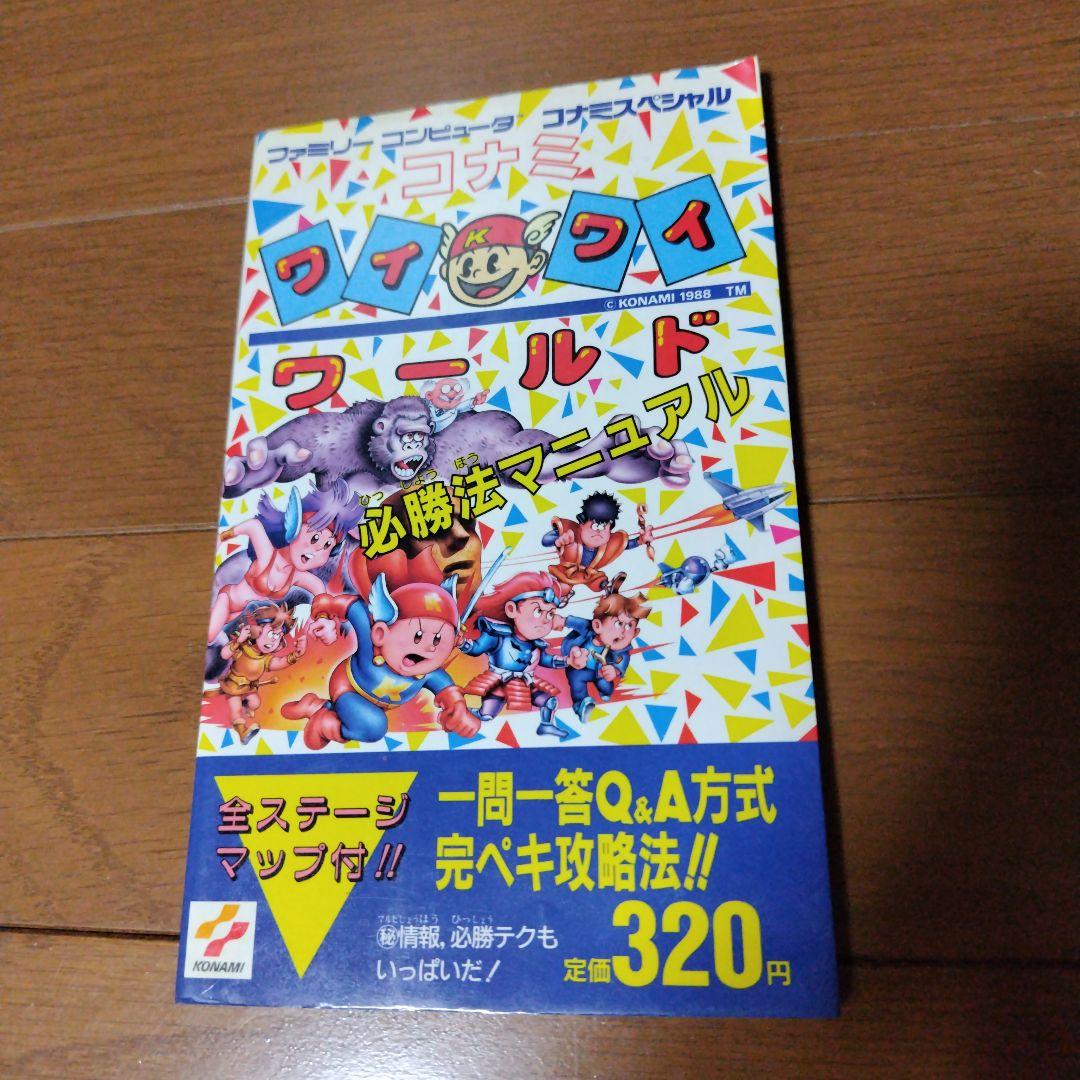 ファミリー コンピュータ™ コナミスペシャル
コナミ
ワイ K ワイ
© KONAMI 1988 TM
ワールド
ひっ しょう ほう
必勝法マニュアル
K
K
全ステージ
マップ付!!
一問一答Q&A方式
完ペキ攻略法!!
マルヒじょうほう ひっしょう
㊙情報,必勝テクも
いっぱいだ!
定価320円
KONAMI